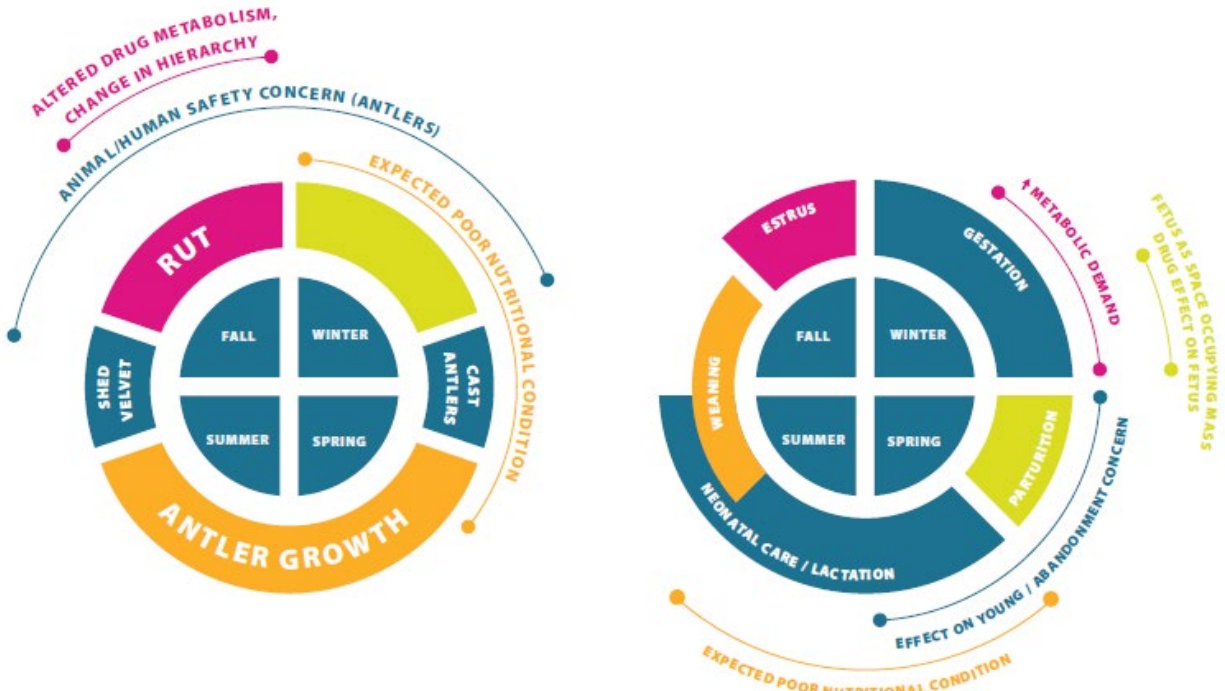 ALTERED DRUG METABOLISM,
CHANGE IN HIERARCHY
ANIMAL/HUMAN SAFETY CONCERN (ANTLERS)
EXPECTED POOR NUTRITIONAL CONDITION
RUT
SHED
VELVET
CAST
ANTLERS
ANTLER GROWTH
FALL
WINTER
SUMMER
SPRING
ESTRUS
GESTATION
WEANING
PARTURITION
NEONATAL CARE / LACTATION
FALL
WINTER
SUMMER
SPRING
↑ METABOLIC DEMAND
FETUS AS SPACE OCCUPYING MASS
DRUG EFFECT ON FETUS
EFFECT ON YOUNG / ABANDONMENT CONCERN
EXPECTED POOR NUTRITIONAL CONDITION